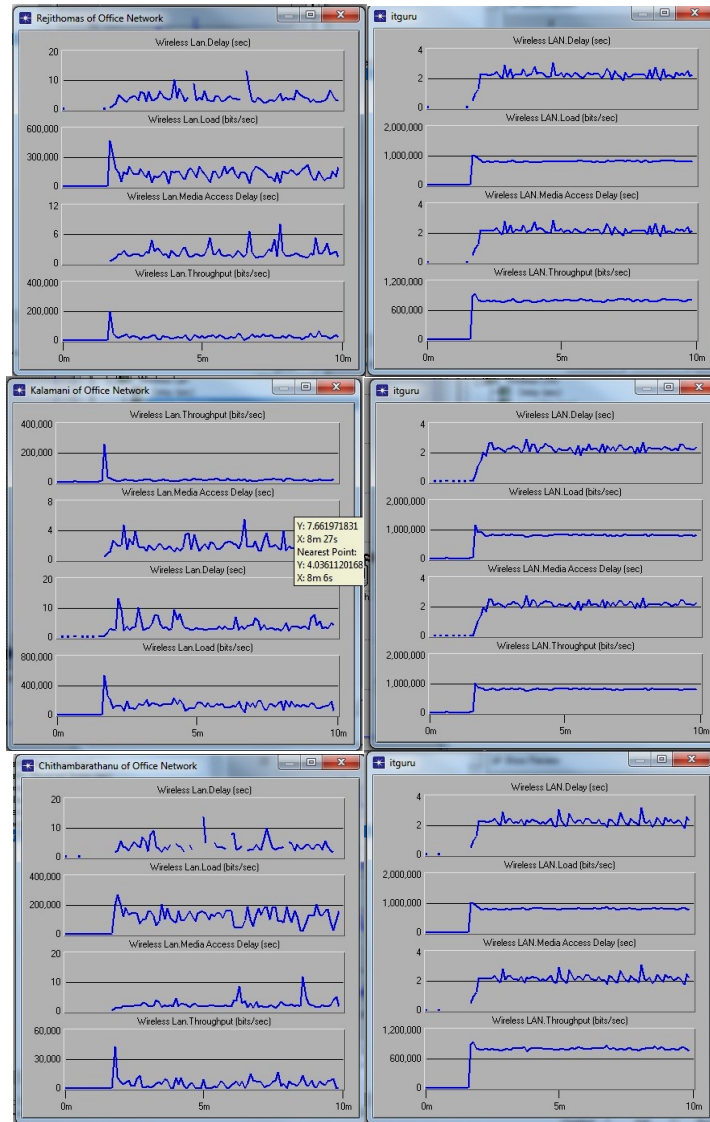 Rejithomas of Office Network
Wireless Lan.Delay (sec)
20
10
0
Wireless Lan.Load (bits/sec)
600,000
300,000
0
Wireless Lan.Media Access Delay (sec)
12
6
0
Wireless Lan.Throughput (bits/sec)
400,000
200,000
0
0m
5m
10m
itguru
Wireless LAN.Delay (sec)
4
2
0
Wireless LAN.Load (bits/sec)
2,000,000
1,000,000
0
Wireless LAN.Media Access Delay (sec)
4
2
0
Wireless LAN.Throughput (bits/sec)
1,200,000
600,000
0
0m
5m
10m
Kalamani of Office Network
Wireless Lan.Throughput (bits/sec)
400,000
200,000
0
Wireless Lan.Media Access Delay (sec)
8
4
0
Y: 7.661971831
X: 8m 27s
Nearest Point:
Y: 4.0361120168
X: 8m 6s
Wireless Lan.Delay (sec)
20
10
0
Wireless Lan.Load (bits/sec)
800,000
400,000
0
0m
5m
10m
itguru
Wireless LAN.Delay (sec)
4
2
0
Wireless LAN.Load (bits/sec)
2,000,000
1,000,000
0
Wireless LAN.Media Access Delay (sec)
4
2
0
Wireless LAN.Throughput (bits/sec)
2,000,000
1,000,000
0
0m
5m
10m
Chithambarathanu of Office Network
Wireless Lan.Delay (sec)
20
10
0
Wireless Lan.Load (bits/sec)
400,000
200,000
0
Wireless Lan.Media Access Delay (sec)
20
10
0
Wireless Lan.Throughput (bits/sec)
60,000
30,000
0
0m
5m
10m
itguru
Wireless LAN.Delay (sec)
4
2
0
Wireless LAN.Load (bits/sec)
2,000,000
1,000,000
0
Wireless LAN.Media Access Delay (sec)
4
2
0
Wireless LAN.Throughput (bits/sec)
1,200,000
600,000
0
0m
5m
10m